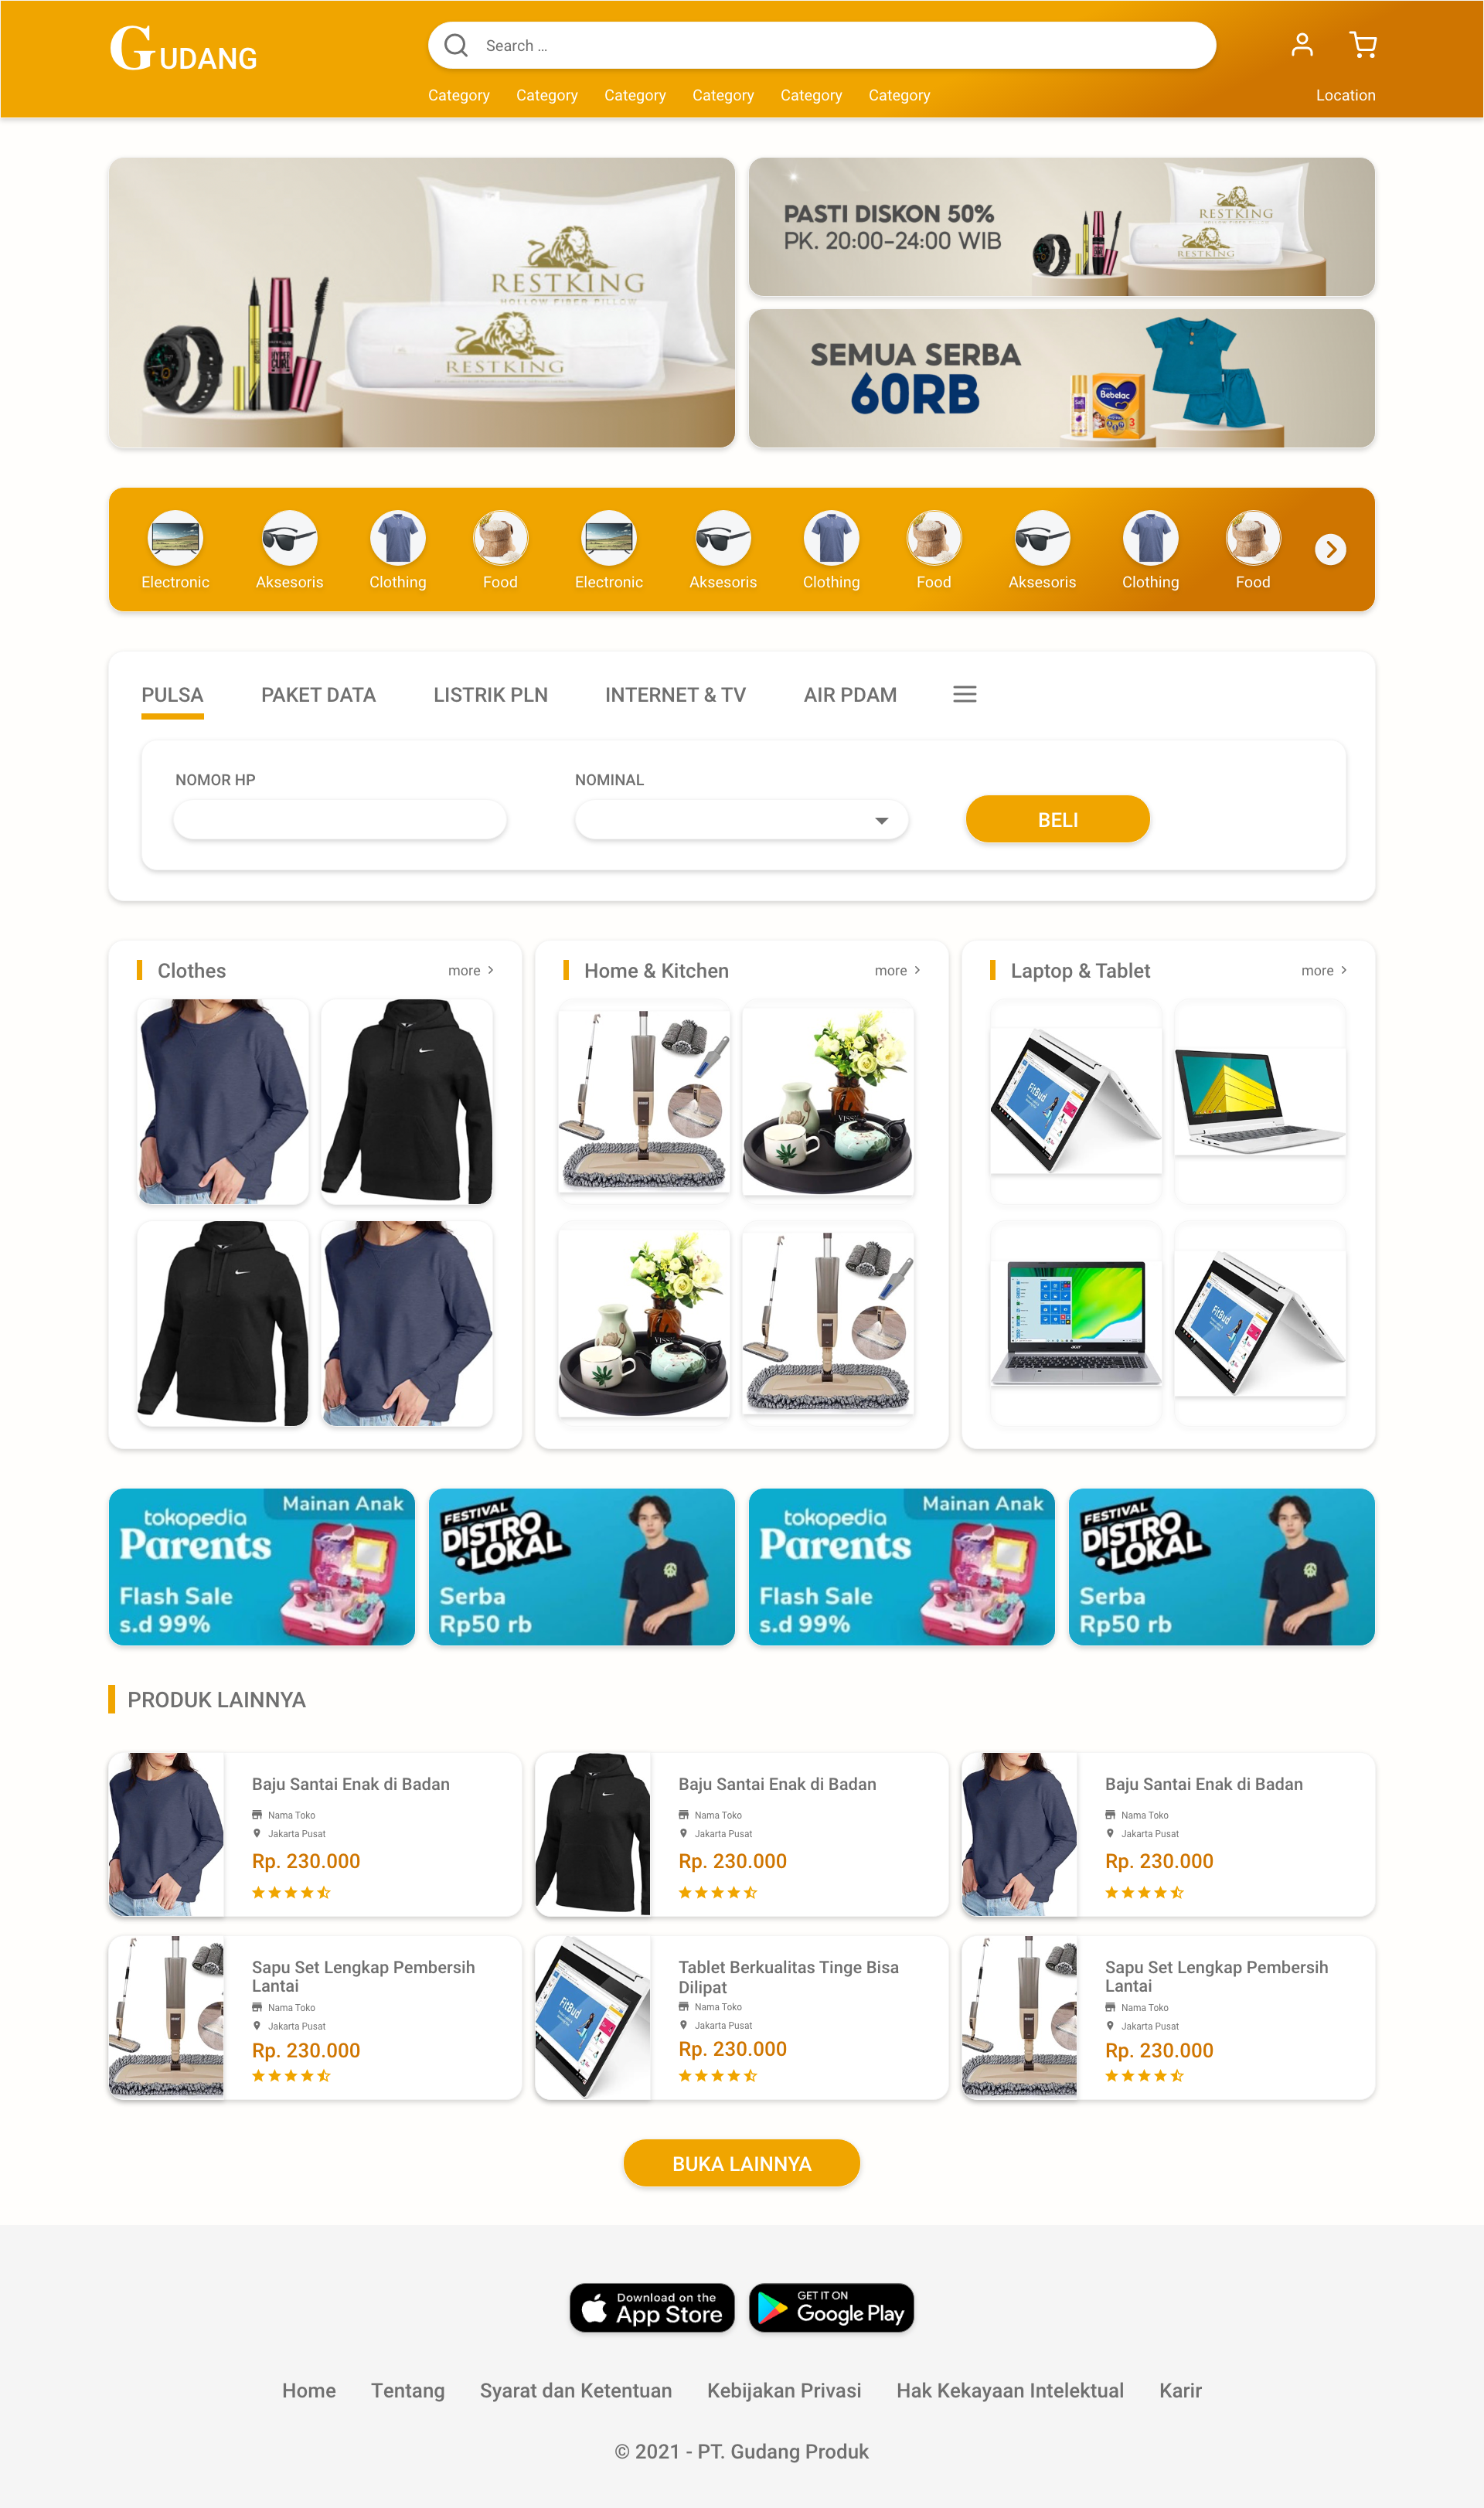 GUDANG
Search ...
Category Category Category Category Category Category
Location
RESTKING
HOLLOW FIBER PILLOW
RESTKING
PASTI DISKON 50%
PK. 20:00-24:00 WIB
RESTKING
RESTKING
SEMUA SERBA
60RB
Bebelac
3
Electronic Aksesoris Clothing Food Electronic Aksesoris Clothing Food Aksesoris Clothing Food
PULSA PAKET DATA LISTRIK PLN INTERNET & TV AIR PDAM
NOMOR HP
NOMINAL
BELI
Clothes
more
Home & Kitchen
more
Laptop & Tablet
more
FitBud
FitBud
acer
tokopedia
Parents
Mainan Anak
Flash Sale
s.d 99%
FESTIVAL
DISTRO
LOKAL
Serba
Rp50 rb
tokopedia
Parents
Mainan Anak
Flash Sale
s.d 99%
FESTIVAL
DISTRO
LOKAL
Serba
Rp50 rb
PRODUK LAINNYA
Baju Santai Enak di Badan
Nama Toko
Jakarta Pusat
Rp. 230.000
Baju Santai Enak di Badan
Nama Toko
Jakarta Pusat
Rp. 230.000
Baju Santai Enak di Badan
Nama Toko
Jakarta Pusat
Rp. 230.000
Sapu Set Lengkap Pembersih
Lantai
Nama Toko
Jakarta Pusat
Rp. 230.000
FitBud
Tablet Berkualitas Tinge Bisa
Dilipat
Nama Toko
Jakarta Pusat
Rp. 230.000
Sapu Set Lengkap Pembersih
Lantai
Nama Toko
Jakarta Pusat
Rp. 230.000
BUKA LAINNYA
Download on the
App Store
GET IT ON
Google Play
Home Tentang Syarat dan Ketentuan Kebijakan Privasi Hak Kekayaan Intelektual Karir
© 2021 - PT. Gudang Produk